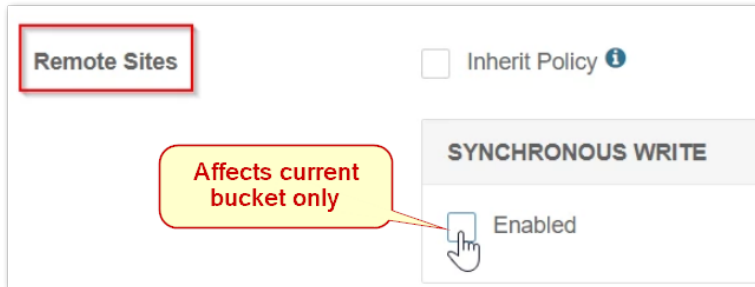 Remote Sites
Inherit Policy
SYNCHRONOUS WRITE
Affects current
bucket only
Enabled